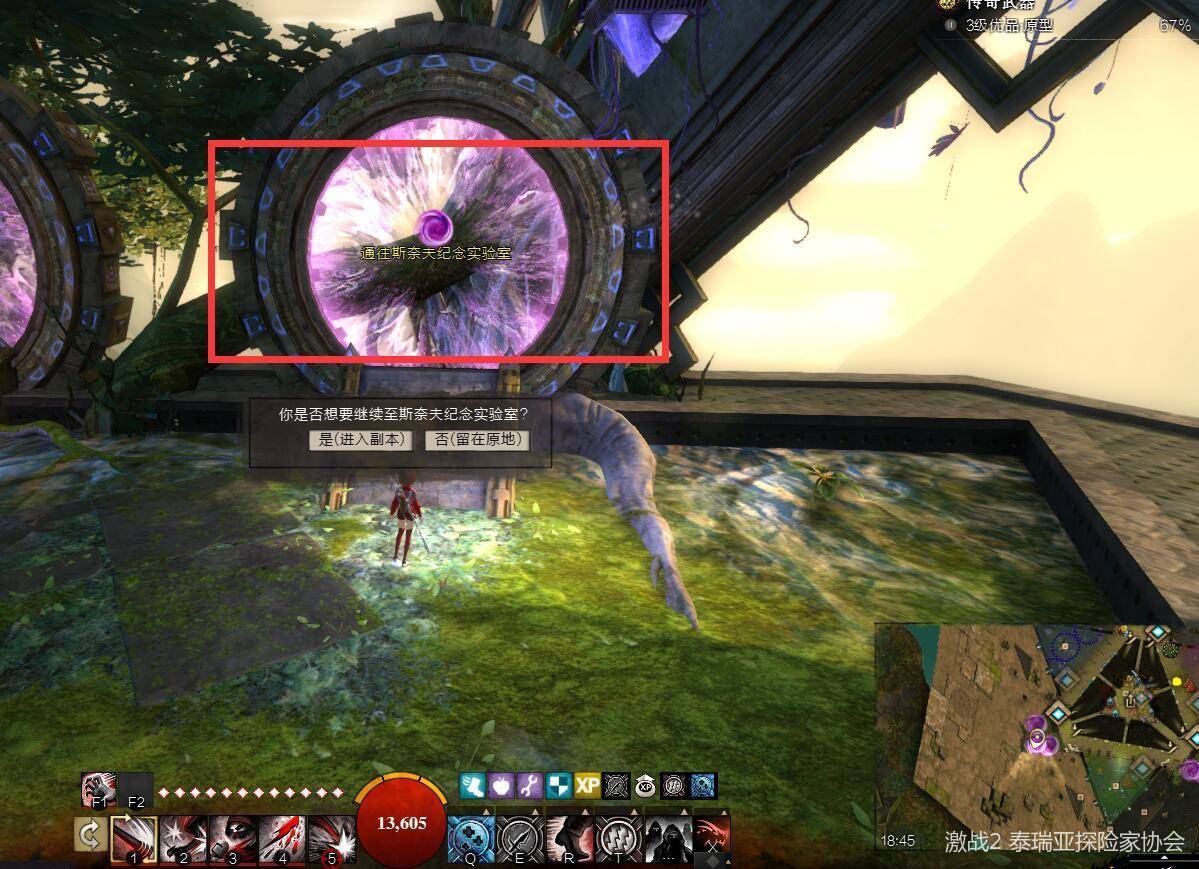 传奇武器
3级优品 原型
67%
通往斯奈夫纪念实验室
你是否想要继续至斯奈夫纪念实验室?
是(进入副本) 否(留在原地)
F1 F2
XP XP
13,605
1 2 3 4 5
Q E R T ... X
18:45
激战2 泰瑞亚探险家协会